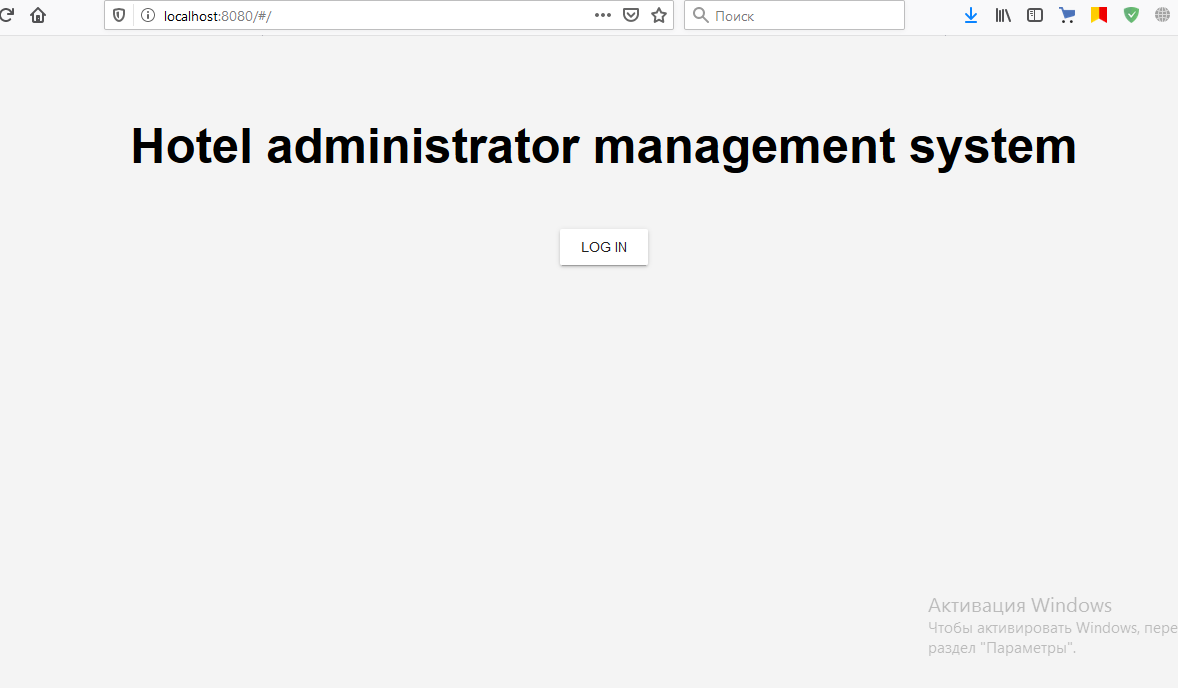 localhost:8080/#/
Поиск
Hotel administrator management system
LOG IN
Активация Windows
Чтобы активировать Windows, пере
раздел "Параметры".